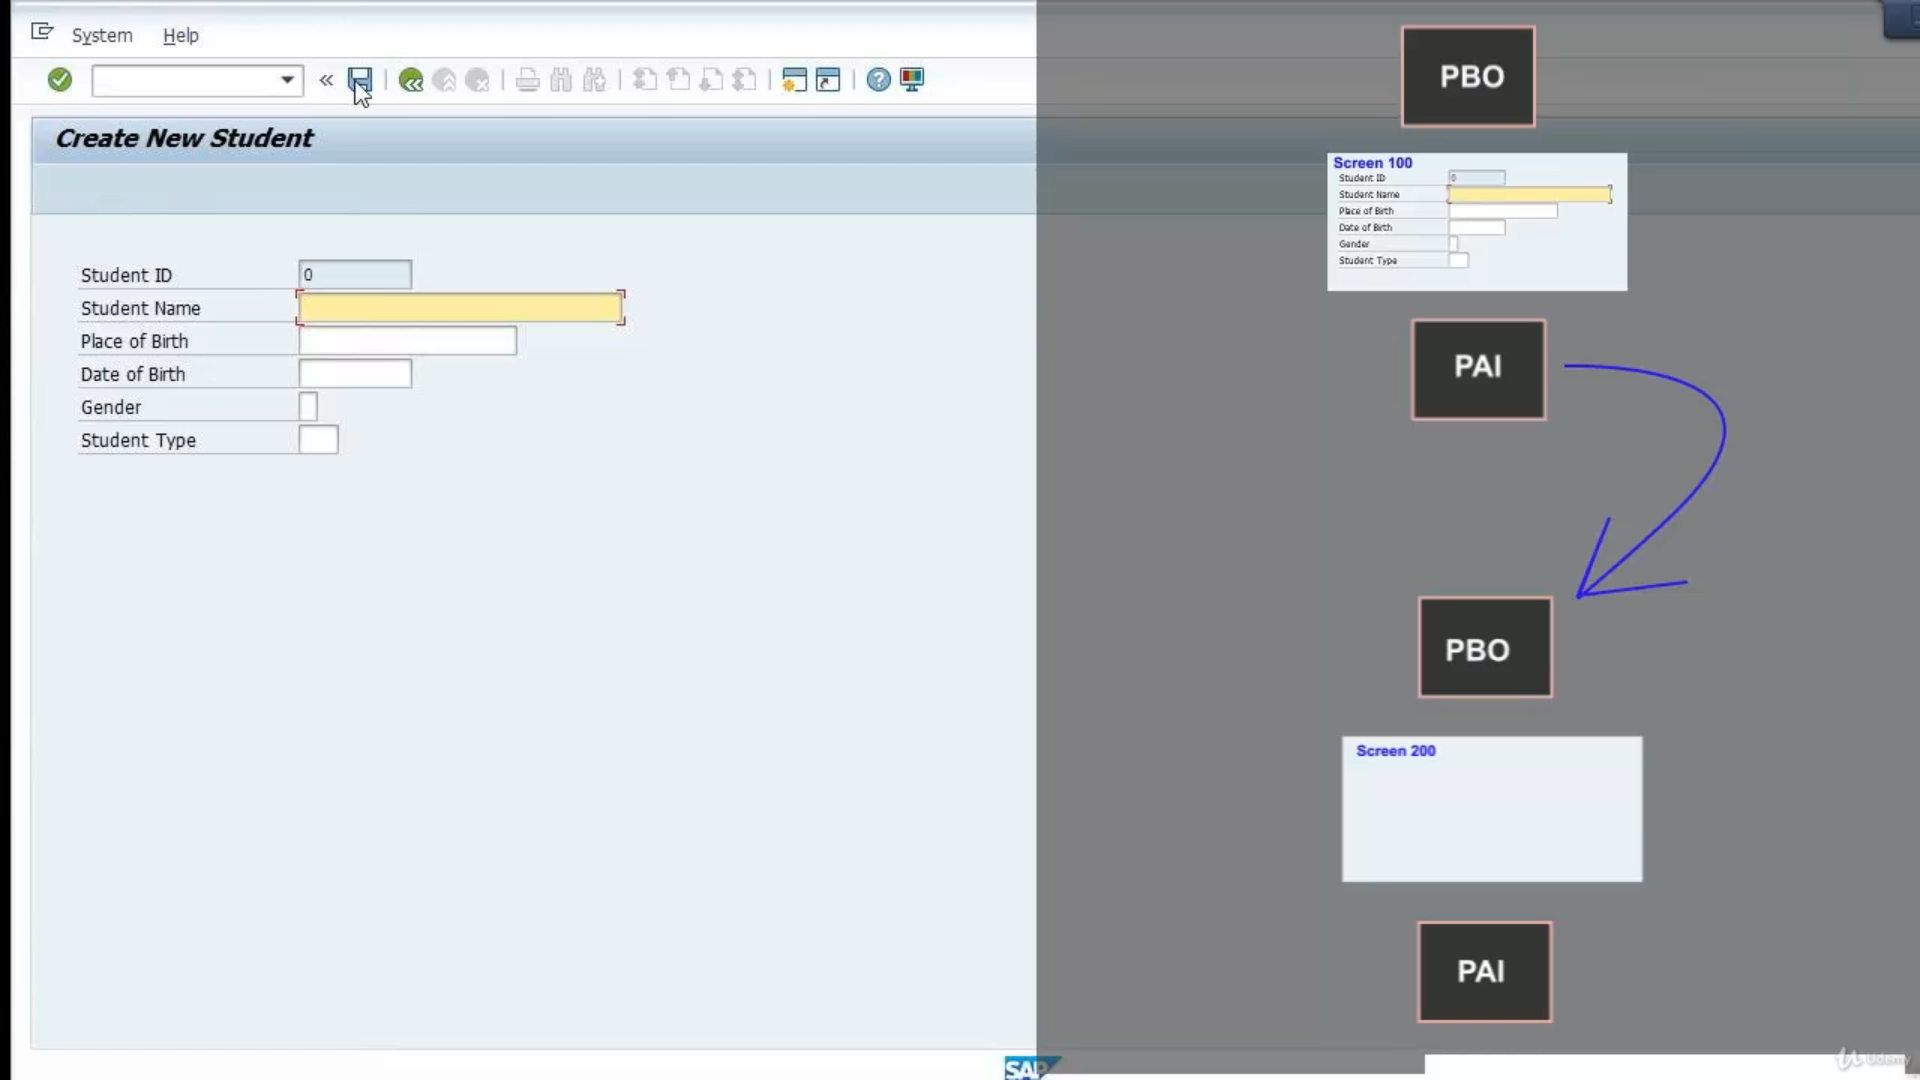 System Help
Create New Student
Student ID 0
Student Name
Place of Birth
Date of Birth
Gender
Student Type
SAP
PBO
Screen 100
Student ID 0
Student Name
Place of Birth
Date of Birth
Gender
Student Type
PAI
PBO
Screen 200
PAI
Udemy